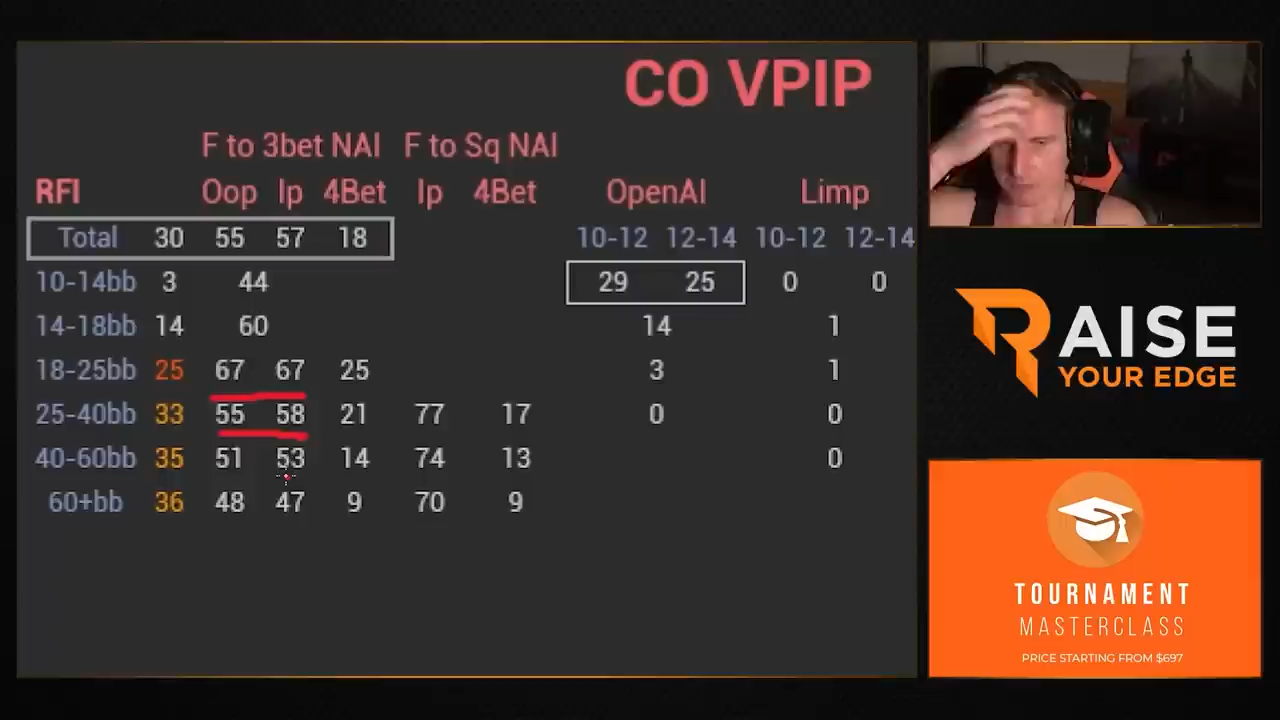 CO VPIP
F to 3bet NAI F to Sq NAI
RFI Oop Ip 4Bet Ip 4Bet OpenAI Limp
Total 30 55 57 18 10-12 12-14 10-12 12-14
10-14bb 3 44 29 25 0 0
14-18bb 14 60 14 1
18-25bb 25 67 67 25 3 1
25-40bb 33 55 58 21 77 17 0 0
40-60bb 35 51 53 14 74 13 0
60+bb 36 48 47 9 70 9
RAISE
YOUR EDGE
TOURNAMENT
MASTERCLASS
PRICE STARTING FROM $697